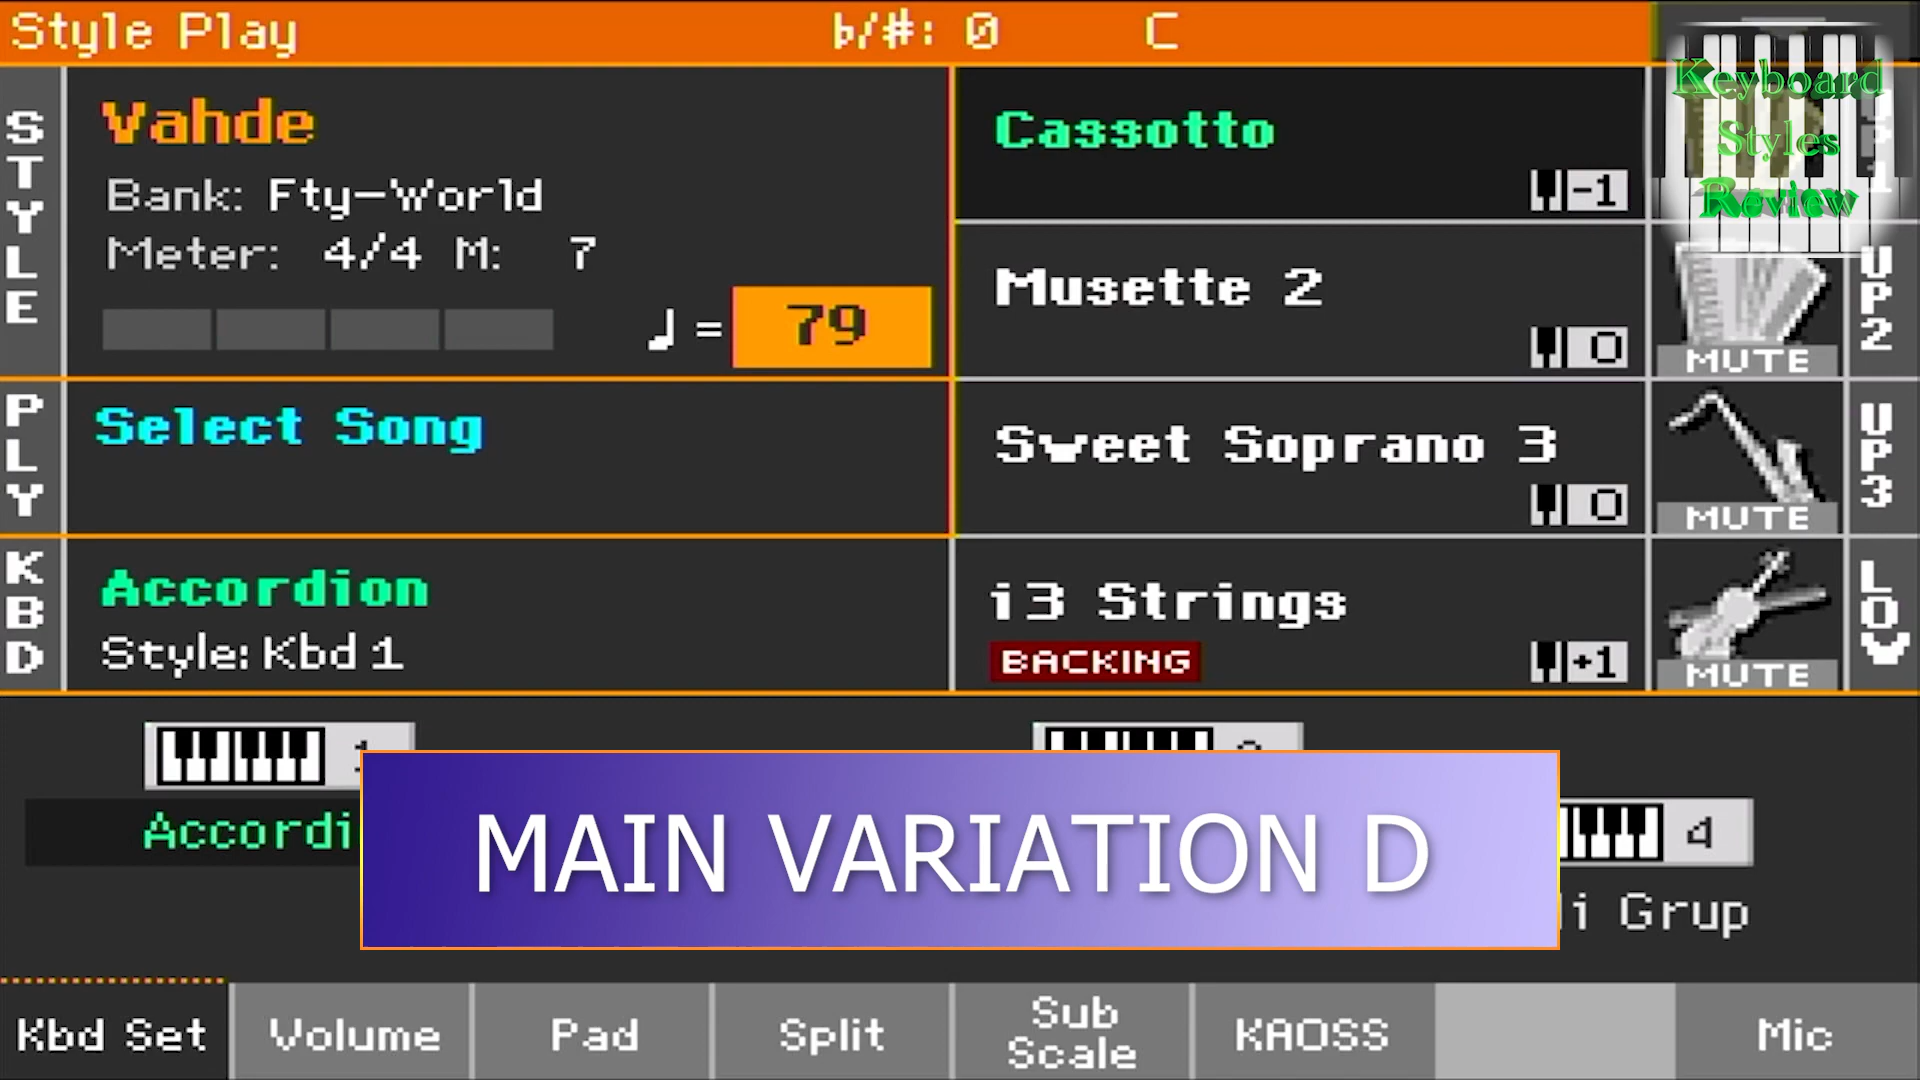 Style Play ♭/#: 0 C
Keyboard
Styles
Review
STYLE
Vahde
Bank: Fty-World
Meter: 4/4 M: 7
♩ = 79
Cassotto
-1
Musette 2
0
MUTE
UP2
PLY
Select Song
Sweet Soprano 3
0
MUTE
UP3
KBD
Accordion
Style: Kbd 1
i3 Strings
BACKING
+1
MUTE
LOW
1
Accordi
4
i Grup
MAIN VARIATION D
Kbd Set Volume Pad Split Sub Scale KAOSS Mic